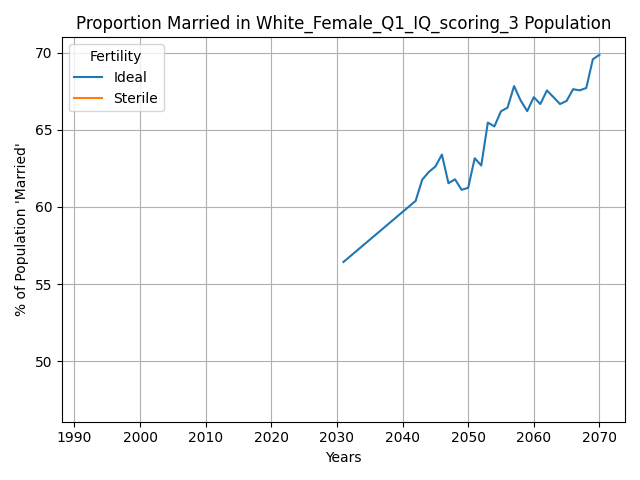 Proportion Married in White_Female_Q1_IQ_scoring_3 Population
Fertility
Ideal
Sterile
% of Population 'Married'
70
65
60
55
50
1990 2000 2010 2020 2030 2040 2050 2060 2070
Years